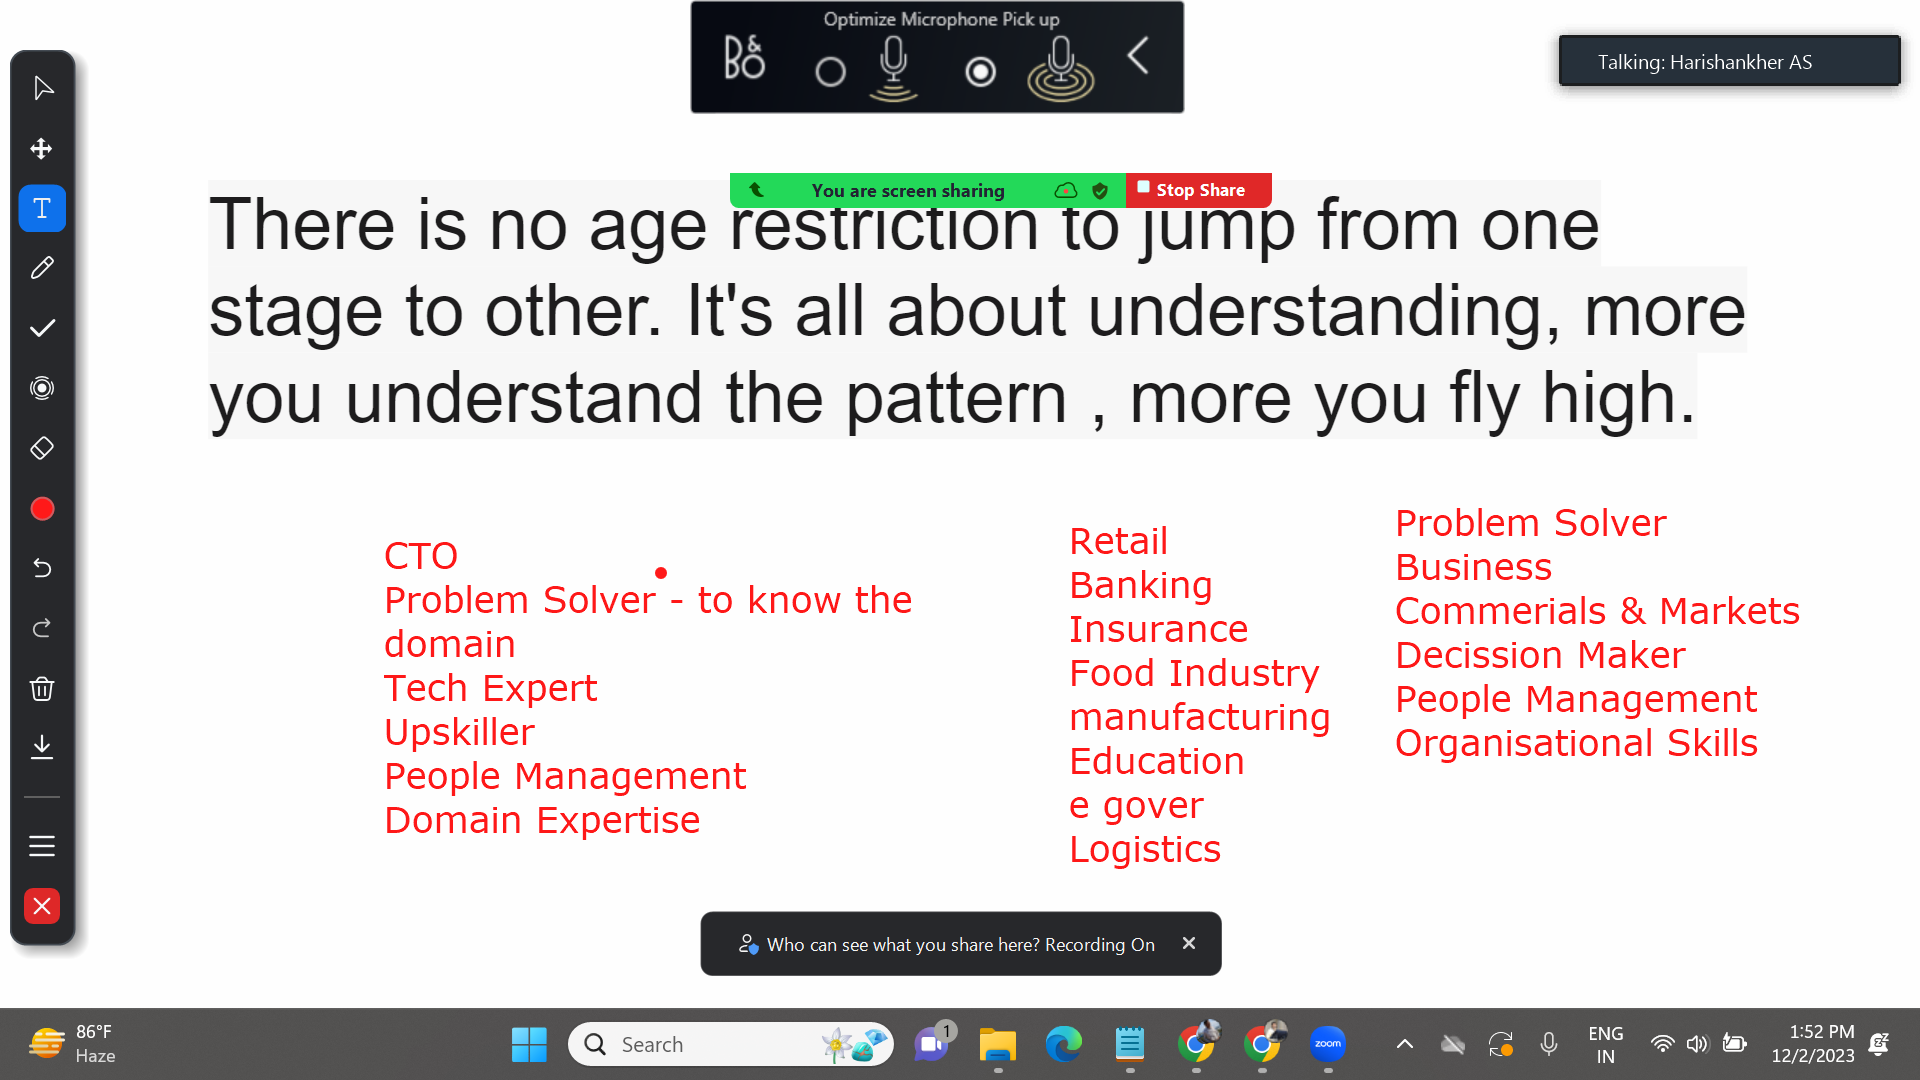 Optimize Microphone Pick up
B&O
Talking: Harishankher AS
You are screen sharing
Stop Share
There is no age restriction to jump from one
stage to other. It's all about understanding, more
you understand the pattern , more you fly high.
CTO
Problem Solver - to know the
domain
Tech Expert
Upskiller
People Management
Domain Expertise
Retail
Banking
Insurance
Food Industry
manufacturing
Education
e gover
Logistics
Problem Solver
Business
Commerials & Markets
Decission Maker
People Management
Organisational Skills
Who can see what you share here? Recording On
86°F
Haze
Search
1
zoom
ENG
IN
1:52 PM
12/2/2023